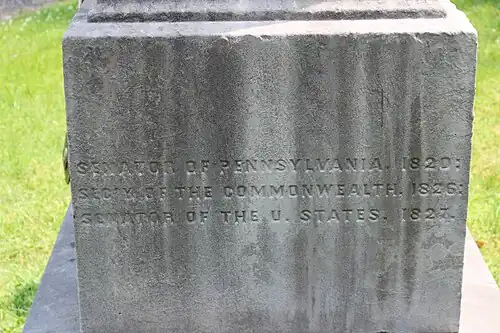 SENATOR OF PENNSYLVANIA. 1820;
SEC'Y. OF THE COMMONWEALTH. 1826;
SENATOR OF THE U. STATES. 1827.